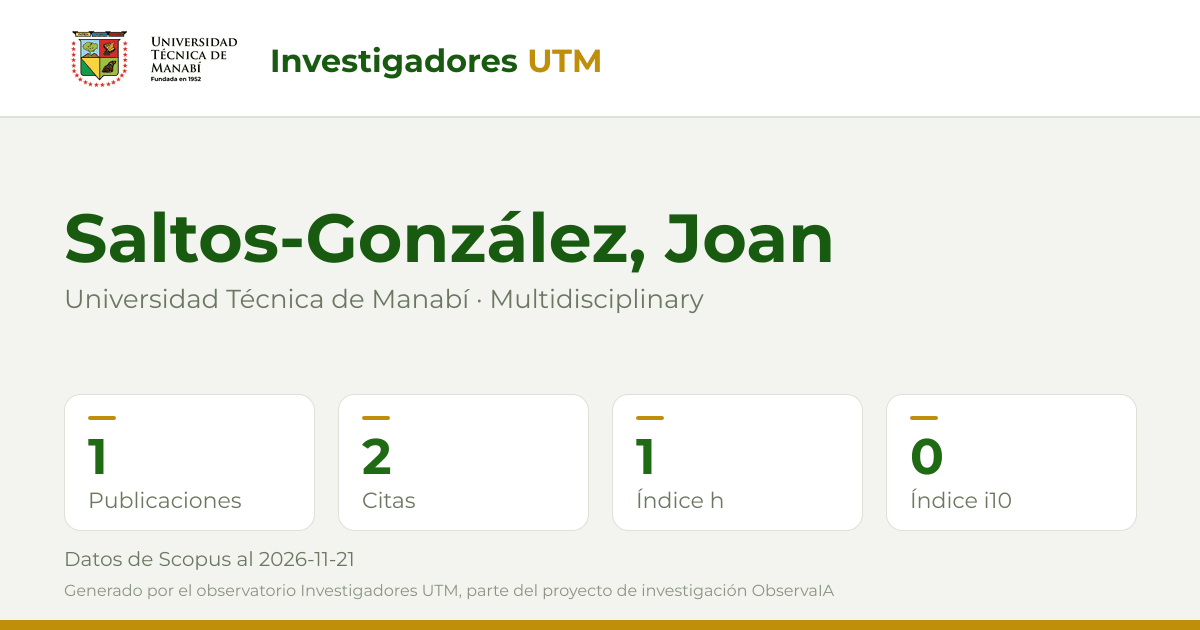 UNIVERSIDAD
TÉCNICA DE
MANABÍ
Fundada en 1952
Investigadores UTM
Saltos-González, Joan
Universidad Técnica de Manabí · Multidisciplinary
1
Publicaciones
2
Citas
1
Índice h
0
Índice i10
Datos de Scopus al 2026-11-21
Generado por el observatorio Investigadores UTM, parte del proyecto de investigación ObservaIA